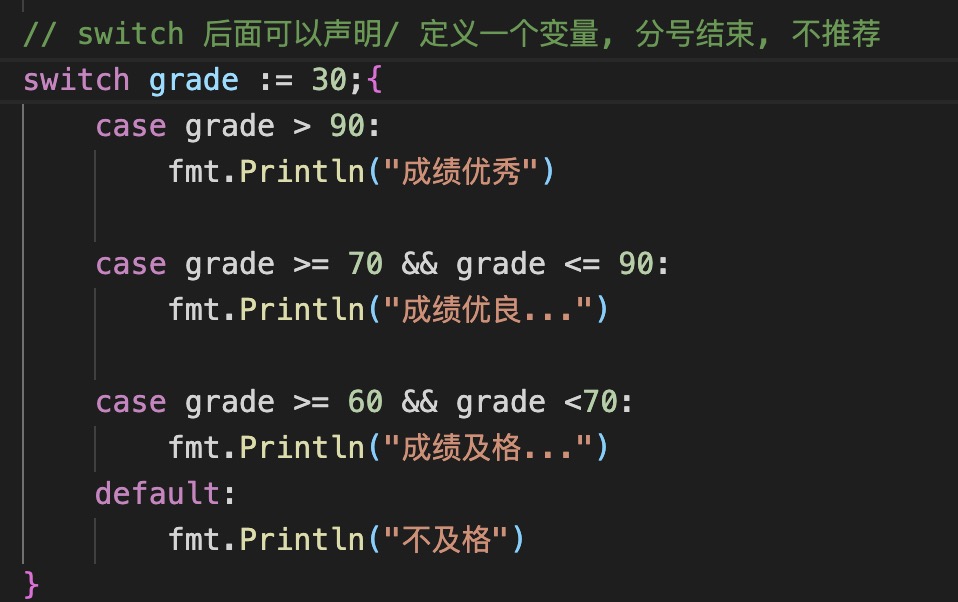 // switch 后面可以声明/ 定义一个变量, 分号结束, 不推荐
switch grade := 30;{
case grade > 90:
fmt.Println("成绩优秀")
case grade >= 70 && grade <= 90:
fmt.Println("成绩优良...")
case grade >= 60 && grade <70:
fmt.Println("成绩及格...")
default:
fmt.Println("不及格")
}